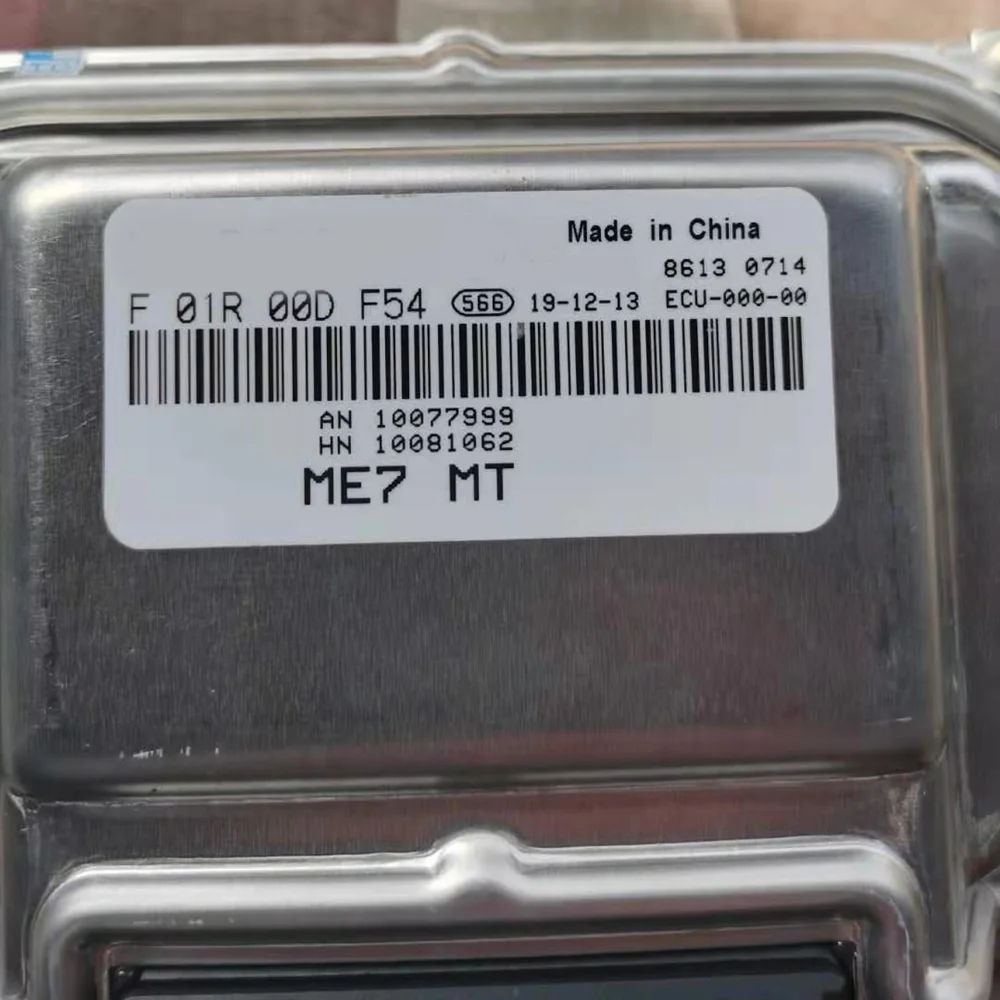 Made in China
8613 0714
F 01R 00D F54 566 19-12-13 ECU-000-00
AN 10077999
HN 10081062
ME7 MT